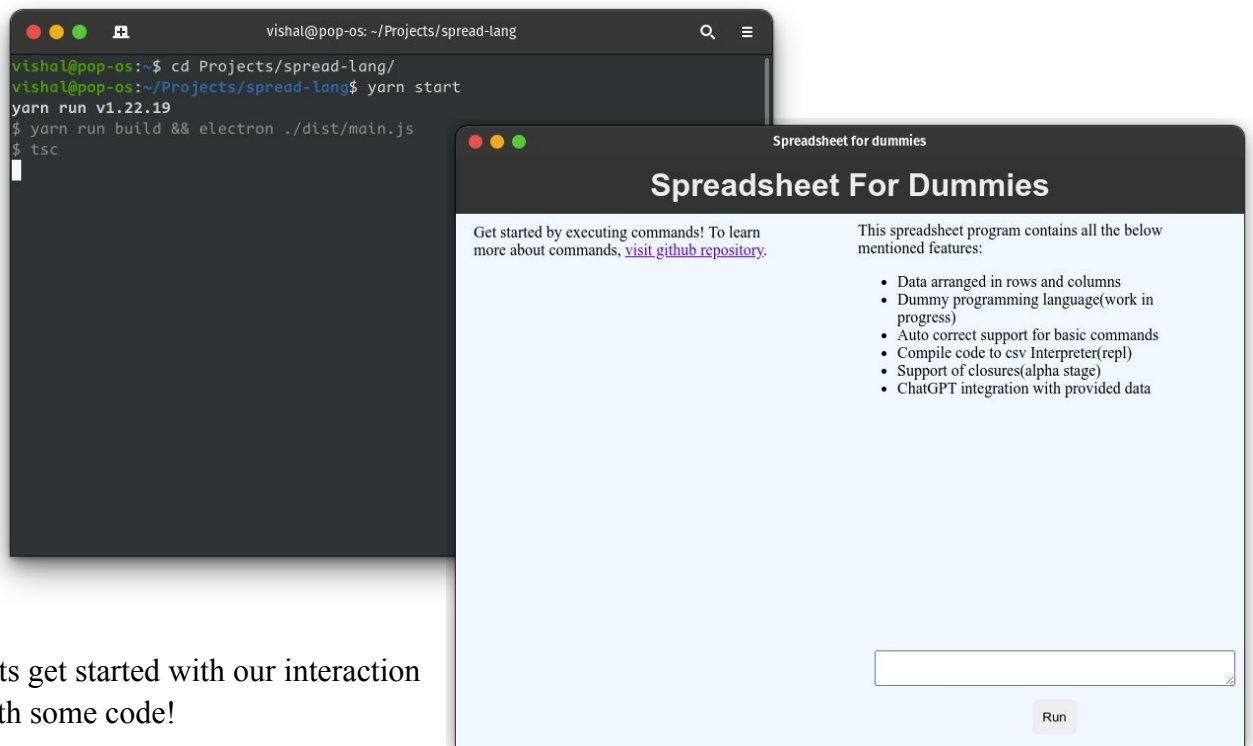 vishal@pop-os: ~/Projects/spread-lang
vishal@pop-os:~$ cd Projects/spread-lang/
vishal@pop-os:~/Projects/spread-lang$ yarn start
yarn run v1.22.19
$ yarn run build && electron ./dist/main.js
$ tsc
Spreadsheet for dummies
Spreadsheet For Dummies
Get started by executing commands! To learn
more about commands, visit github repository.
This spreadsheet program contains all the below
mentioned features:
• Data arranged in rows and columns
• Dummy programming language(work in
progress)
• Auto correct support for basic commands
• Compile code to csv Interpreter(repl)
• Support of closures(alpha stage)
• ChatGPT integration with provided data
Run
ts get started with our interaction
th some code!